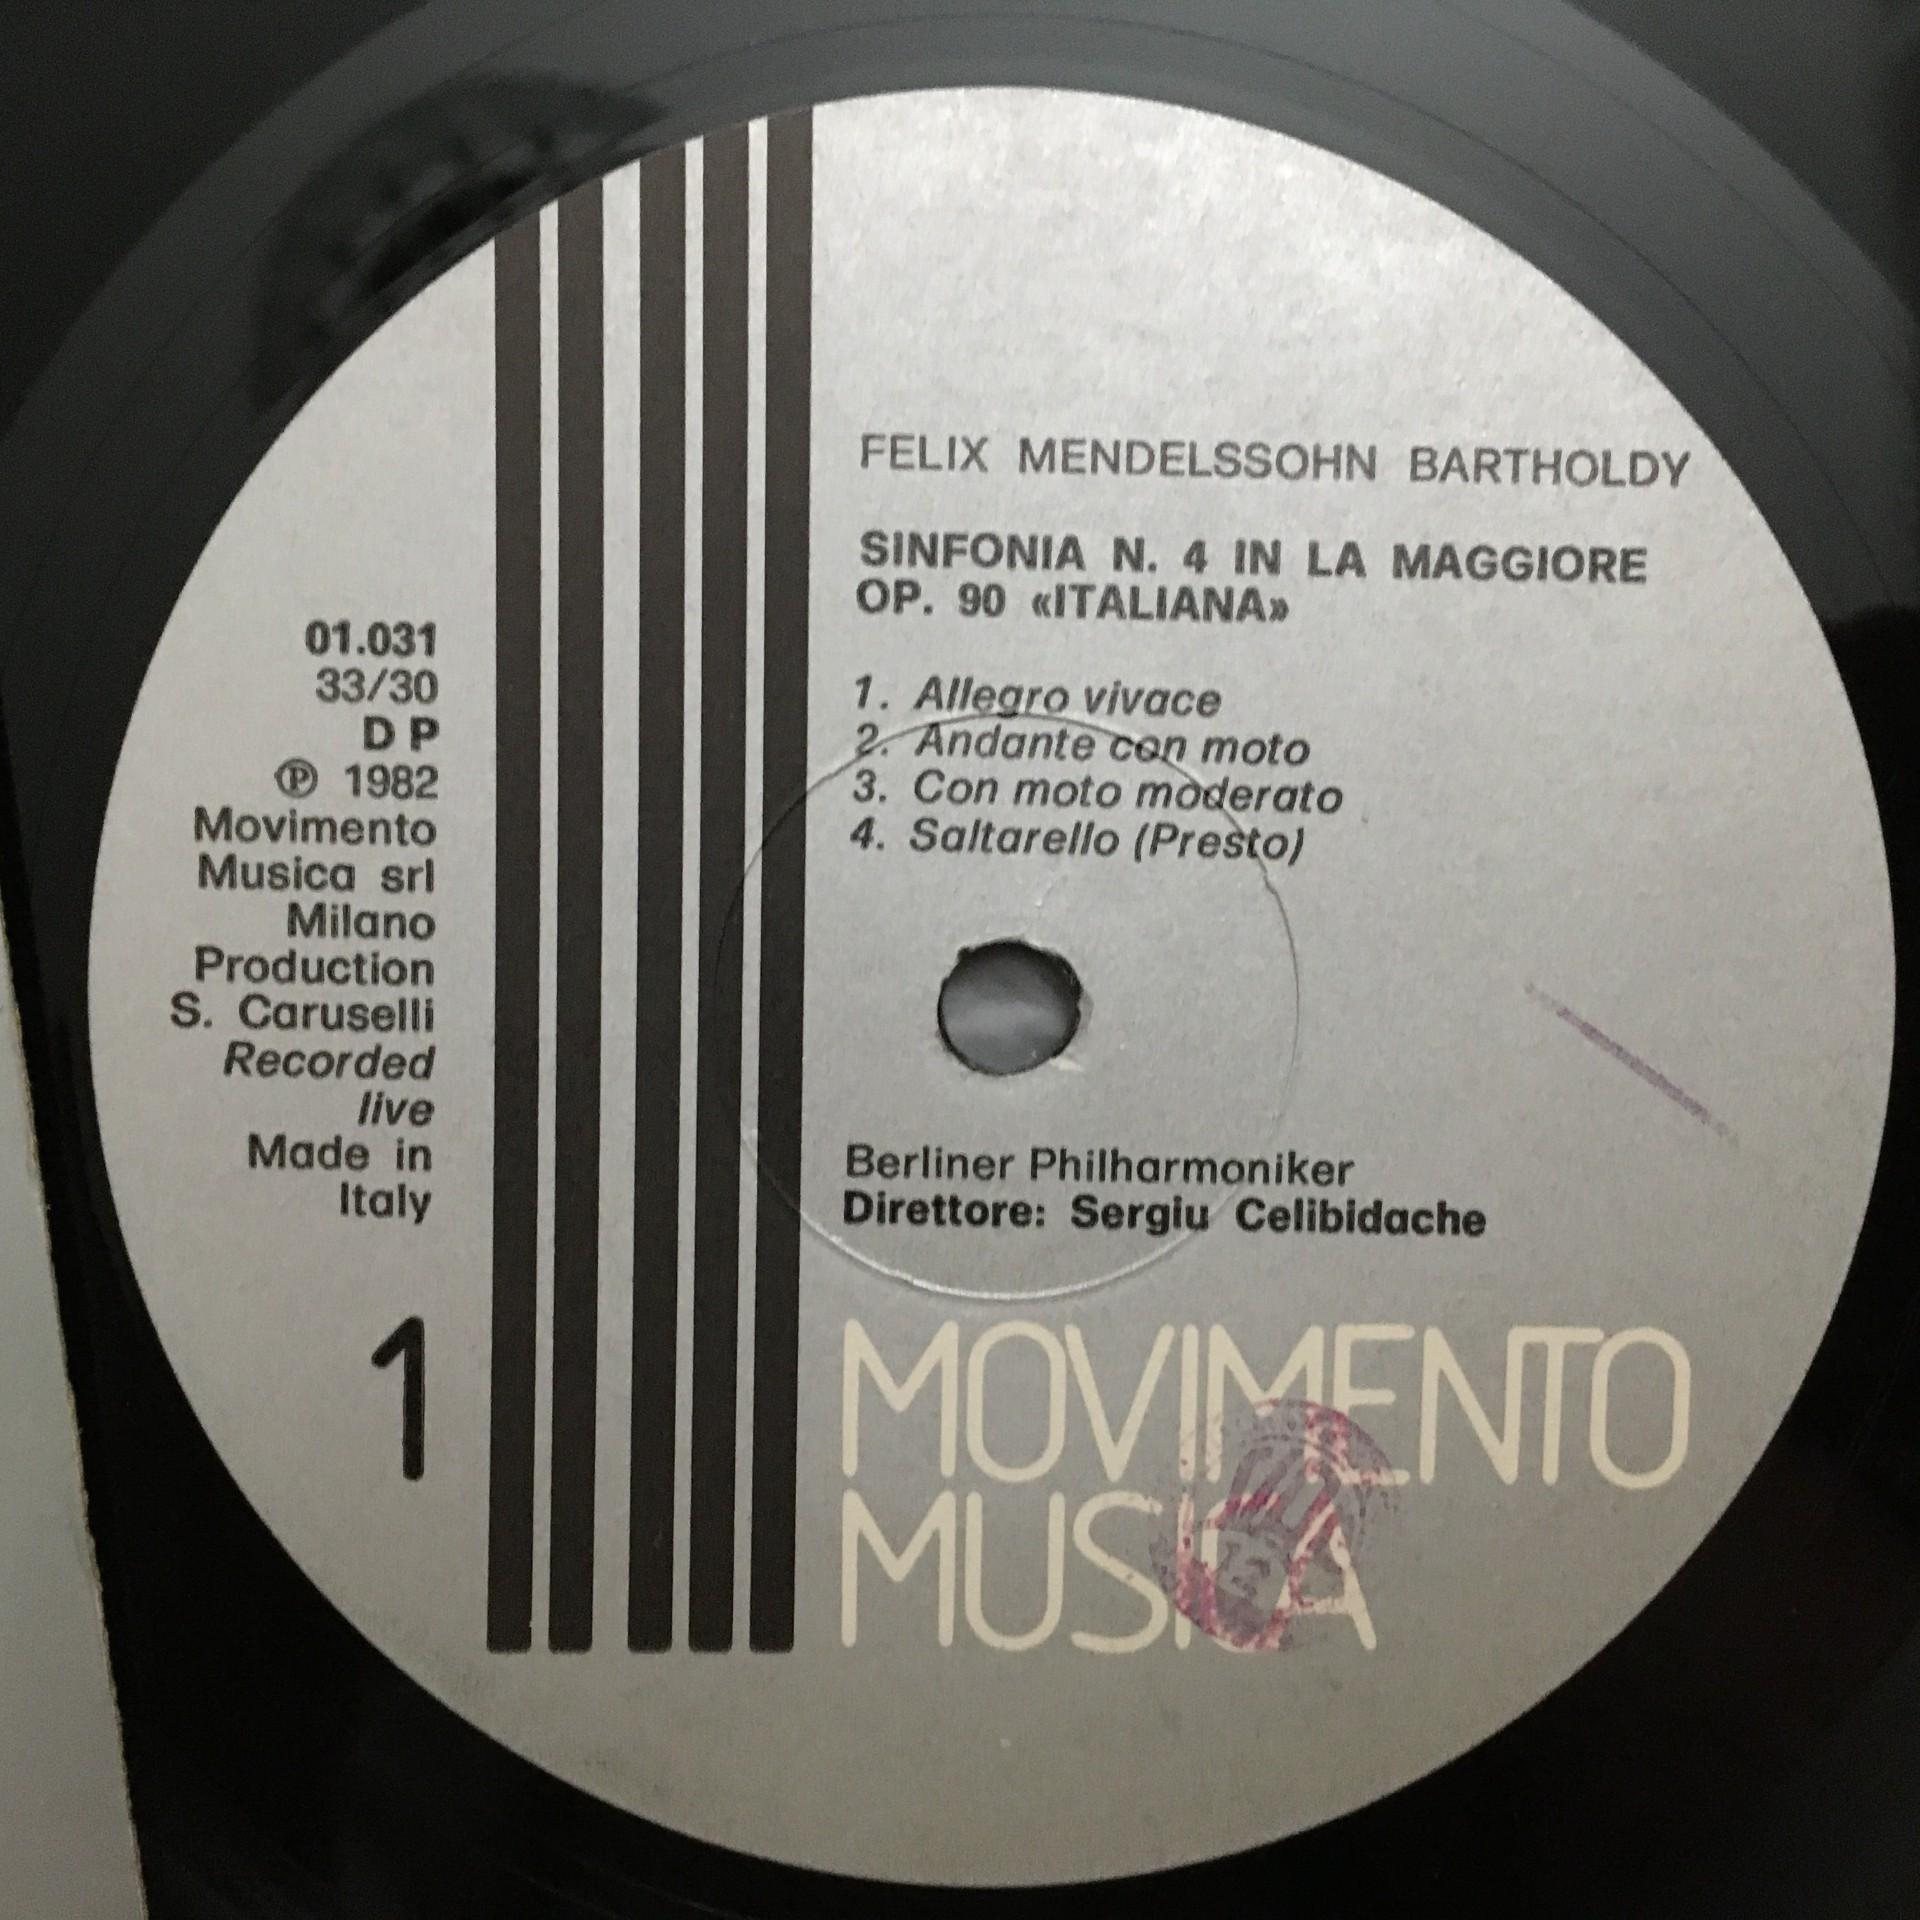 FELIX MENDELSSOHN BARTHOLDY
SINFONIA N. 4 IN LA MAGGIORE
OP. 90 «ITALIANA»
1. Allegro vivace
2. Andante con moto
3. Con moto moderato
4. Saltarello (Presto)
01.031
33/30
D P
Ⓟ 1982
Movimento
Musica srl
Milano
Production
S. Caruselli
Recorded
live
Made in
Italy
1
Berliner Philharmoniker
Direttore: Sergiu Celibidache
MOVIMENTO
MUSICA